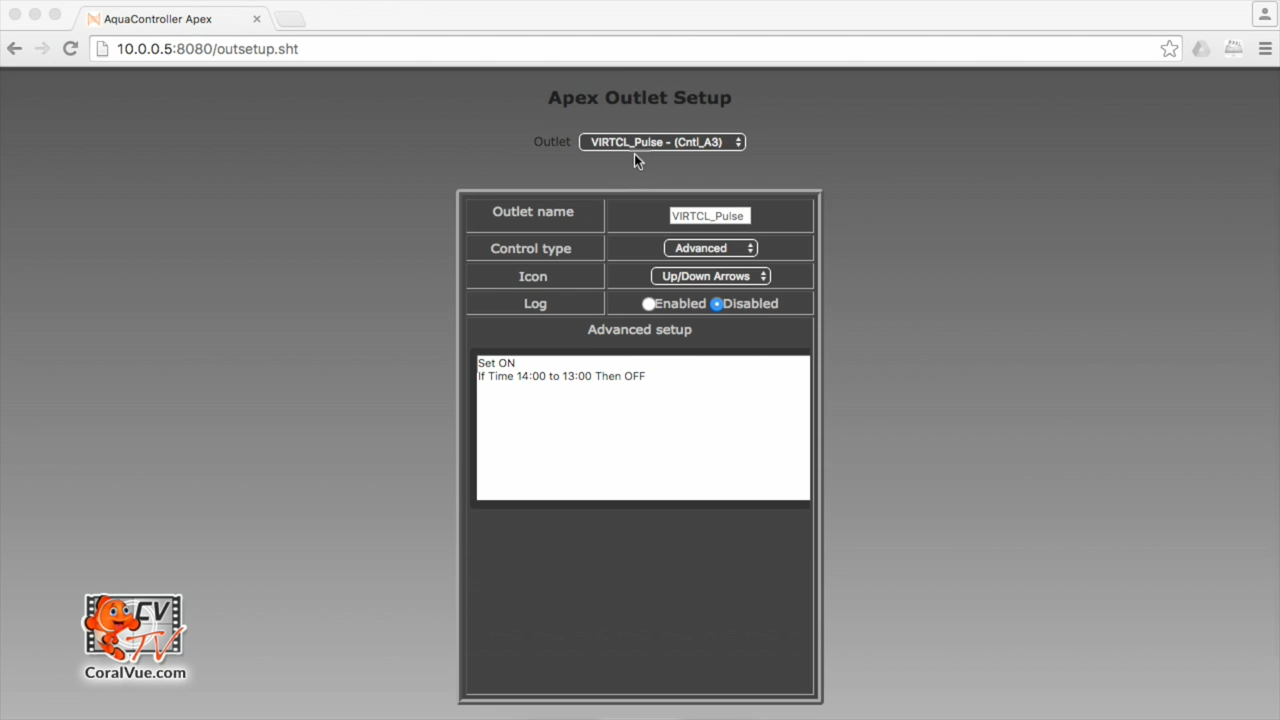 AquaController Apex
10.0.0.5:8080/outsetup.sht
Apex Outlet Setup
Outlet VIRTCL_Pulse - (Cntl_A3)
Outlet name VIRTCL_Pulse
Control type Advanced
Icon Up/Down Arrows
Log Enabled Disabled
Advanced setup
Set ON
If Time 14:00 to 13:00 Then OFF
CV
TV
CoralVue.com